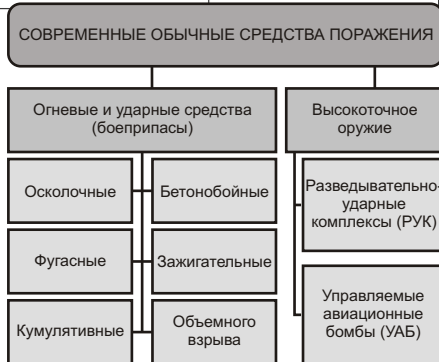 СОВРЕМЕННЫЕ ОБЫЧНЫЕ СРЕДСТВА ПОРАЖЕНИЯ
Огневые и ударные средства
(боеприпасы)
Высокоточное
оружие
Осколочные
Бетонобойные
Разведывательно-
ударные
комплексы (РУК)
Фугасные
Зажигательные
Управляемые
авиационные
бомбы (УАБ)
Кумулятивные
Объемного
взрыва